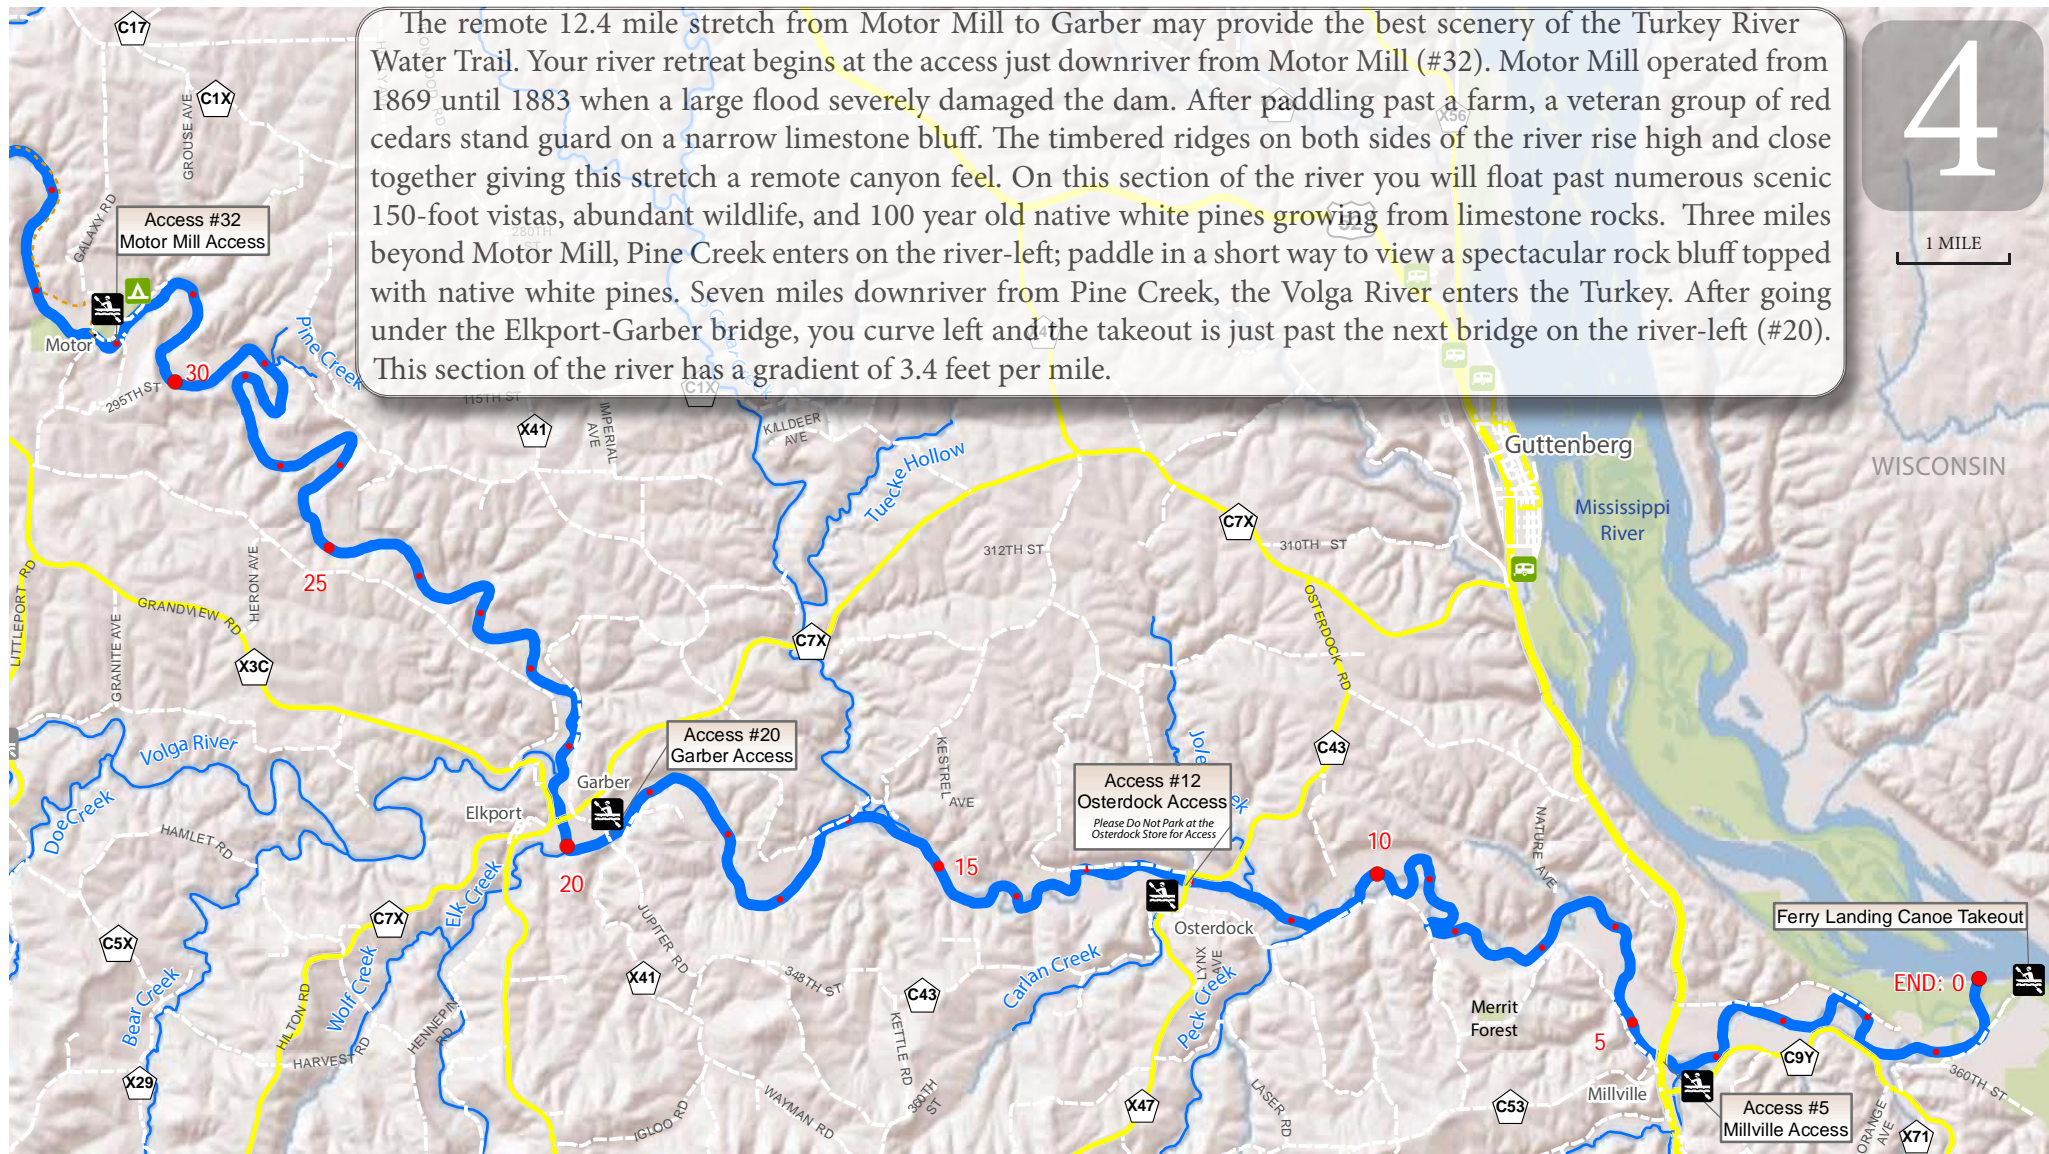 The remote 12.4 mile stretch from Motor Mill to Garber may provide the best scenery of the Turkey River
Water Trail. Your river retreat begins at the access just downriver from Motor Mill (#32). Motor Mill operated from
1869 until 1883 when a large flood severely damaged the dam. After paddling past a farm, a veteran group of red
cedars stand guard on a narrow limestone bluff. The timbered ridges on both sides of the river rise high and close
together giving this stretch a remote canyon feel. On this section of the river you will float past numerous scenic
150-foot vistas, abundant wildlife, and 100 year old native white pines growing from limestone rocks. Three miles
beyond Motor Mill, Pine Creek enters on the river-left; paddle in a short way to view a spectacular rock bluff topped
with native white pines. Seven miles downriver from Pine Creek, the Volga River enters the Turkey. After going
under the Elkport-Garber bridge, you curve left and the takeout is just past the next bridge on the river-left (#20).
This section of the river has a gradient of 3.4 feet per mile.
4
1 MILE
C17
C1X
GROUSE AVE
GALAXY RD
Access #32
Motor Mill Access
Motor
Pine Creek
30
295TH ST
280TH
ST
X56
52
C1X
115TH ST
X41
IMPERIAL
AVE
KILLDEER
AVE
Tuecke Hollow
Guttenberg
WISCONSIN
Mississippi
River
C7X
310TH ST
312TH ST
25
HERON AVE
LITTLEPORT RD
GRANDVIEW RD
GRANITE AVE
X3C
C7X
OSTERDOCK RD
C43
Volga River
Access #20
Garber Access
Garber
Elkport
Doe Creek
HAMLET RD
KESTREL
AVE
Access #12
Osterdock Access
Please Do Not Park at the
Osterdock Store for Access
10
NATURE AVE
15
20
Elk Creek
C7X
C5X
Bear Creek
Wolf Creek
HILTON RD
HARVEST RD
HENNEPIN
RD
X29
JUPITER RD
X41
348TH ST
C43
KETTLE RD
360TH
ST
IGLOO RD
WAYMAN RD
Carlan Creek
Osterdock
LYNX
AVE
Peck Creek
X47
LASER RD
Merrit
Forest
C53
5
Millville
Ferry Landing Canoe Takeout
END: 0
C9Y
360TH ST
Access #5
Millville Access
ORANGE
AVE
X71